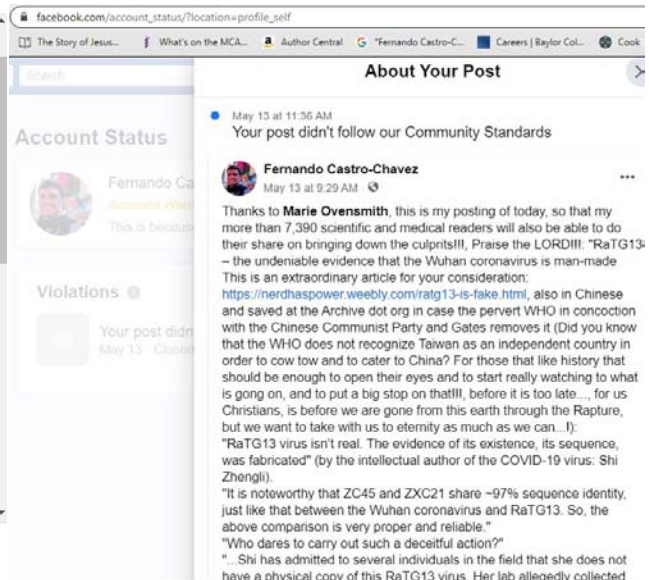 facebook.com/account_status/?location=profile_self
The Story of Jesus... What's on the MCA... Author Central "Fernando Castro-C... Careers | Baylor Col... Cook
Search
About Your Post
May 13 at 11:36 AM
Your post didn't follow our Community Standards
Account Status
Fernando Ca
This is becaus
Violations
Your post didn
May 13 Closed
Fernando Castro-Chavez
May 13 at 9:29 AM
Thanks to Marie Ovensmith, this is my posting of today, so that my
more than 7,390 scientific and medical readers will also be able to do
their share on bringing down the culprits!!!, Praise the LORD!!!: "RaTG13
– the undeniable evidence that the Wuhan coronavirus is man-made
This is an extraordinary article for your consideration:
https://nerdhaspower.weebly.com/ratg13-is-fake.html, also in Chinese
and saved at the Archive dot org in case the pervert WHO in concoction
with the Chinese Communist Party and Gates removes it (Did you know
that the WHO does not recognize Taiwan as an independent country in
order to cow tow and to cater to China? For those that like history that
should be enough to open their eyes and to start really watching to what
is gong on, and to put a big stop on that!!!, before it is too late..., for us
Christians, is before we are gone from this earth through the Rapture,
but we want to take with us to eternity as much as we can...!):
"RaTG13 virus isn't real. The evidence of its existence, its sequence,
was fabricated" (by the intellectual author of the COVID-19 virus: Shi
Zhengli).
"It is noteworthy that ZC45 and ZXC21 share ~97% sequence identity,
just like that between the Wuhan coronavirus and RaTG13. So, the
above comparison is very proper and reliable."
"Who dares to carry out such a deceitful action?"
"...Shi has admitted to several individuals in the field that she does not
have a physical copy of this RaTG13 virus. Her lab allegedly collected